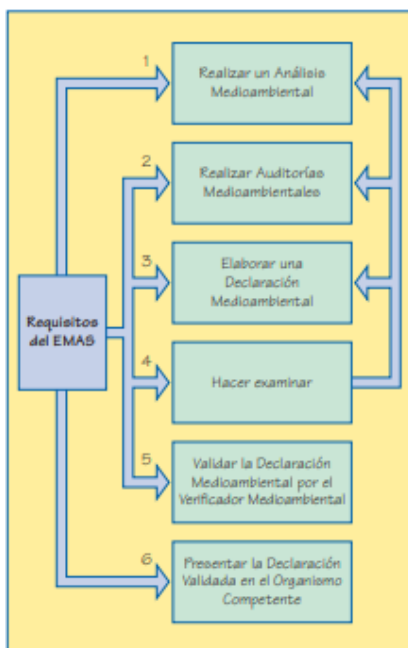 1
Realizar un Análisis
Medioambiental
2
Realizar Auditorías
Medioambientales
3
Elaborar una
Declaración
Medioambiental
Requisitos
del EMAS
4
Hacer examinar
5
Validar la Declaración
Medioambiental por el
Verificador Medioambiental
6
Presentar la Declaración
Validada en el Organismo
Competente